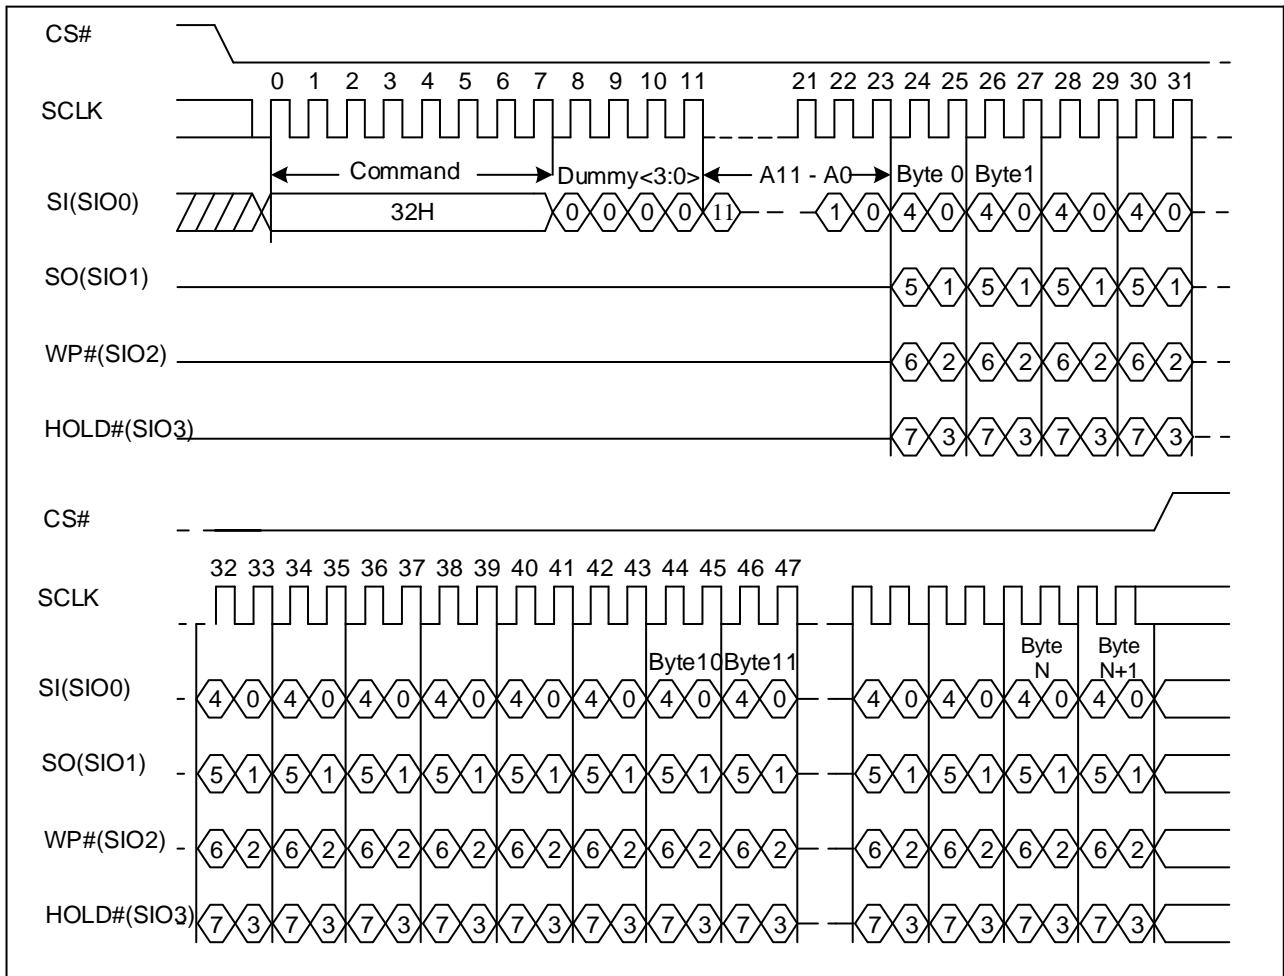 CS#
0 1 2 3 4 5 6 7 8 9 10 11 21 22 23 24 25 26 27 28 29 30 31
SCLK
Command Dummy<3:0> A11 - A0 Byte 0 Byte1
SI(SIO0) 32H 0 0 0 0 11 1 0 4 0 4 0 4 0 4 0
SO(SIO1) 5 1 5 1 5 1 5 1
WP#(SIO2) 6 2 6 2 6 2 6 2
HOLD#(SIO3) 7 3 7 3 7 3 7 3
CS#
32 33 34 35 36 37 38 39 40 41 42 43 44 45 46 47
SCLK
Byte10 Byte11 Byte N Byte N+1
SI(SIO0) 4 0 4 0 4 0 4 0 4 0 4 0 4 0 4 0 4 0 4 0 4 0 4 0
SO(SIO1) 5 1 5 1 5 1 5 1 5 1 5 1 5 1 5 1 5 1 5 1 5 1 5 1
WP#(SIO2) 6 2 6 2 6 2 6 2 6 2 6 2 6 2 6 2 6 2 6 2 6 2 6 2
HOLD#(SIO3) 7 3 7 3 7 3 7 3 7 3 7 3 7 3 7 3 7 3 7 3 7 3 7 3